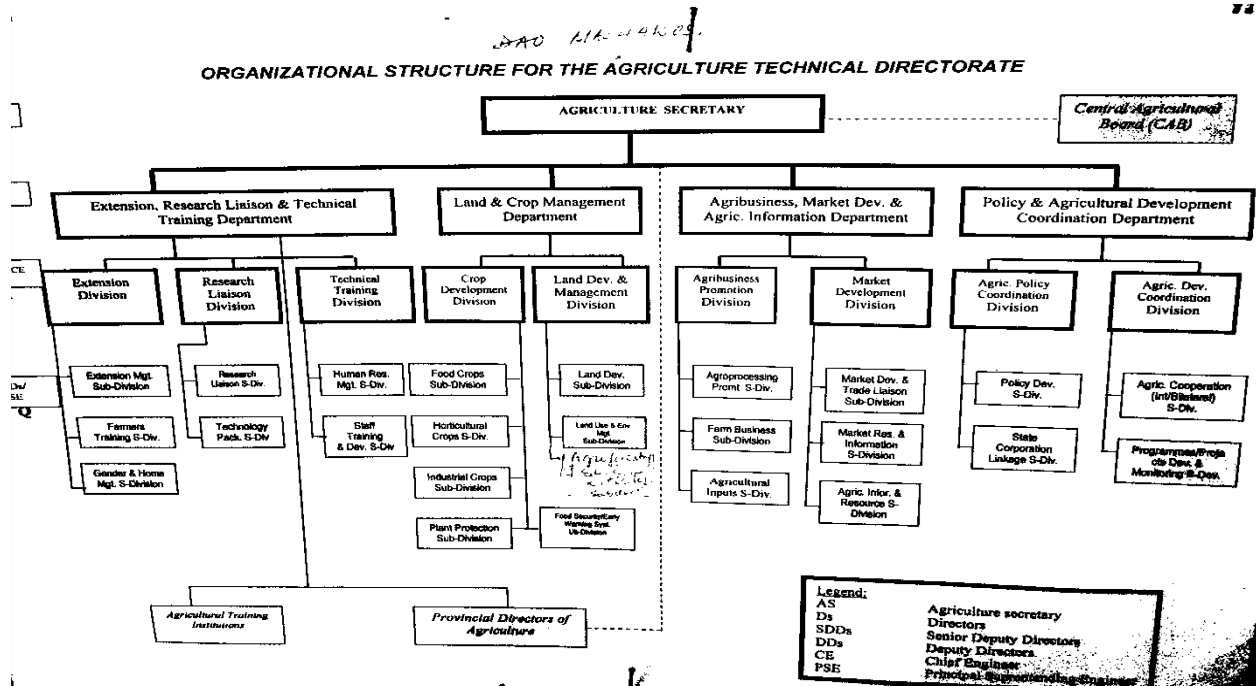 ORGANIZATIONAL STRUCTURE FOR THE AGRICULTURE TECHNICAL DIRECTORATE
AGRICULTURE SECRETARY
Central Agricultural
Board (CAB)
Extension, Research Liaison & Technical
Training Department
Land & Crop Management
Department
Agribusiness, Market Dev. &
Agric. Information Department
Policy & Agricultural Development
Coordination Department
CE
Extension
Division
Research
Liaison
Division
Technical
Training
Division
Crop
Development
Division
Land Dev. &
Management
Division
Agribusiness
Promotion
Division
Market
Development
Division
Agric. Policy
Coordination
Division
Agric. Dev.
Coordination
Division
SE
Q
Extension Mgt.
Sub-Division
Farmers
Training S-Div.
Gender & Home
Mgt. S-Division
Research
Liaison S-Div.
Technology
Pack. S-Div
Human Res.
Mgt. S-Div.
Staff
Training
& Dev. S-Div
Food Crops
Sub-Division
Horticultural
Crops S-Div.
Industrial Crops
Sub-Division
Plant Protection
Sub-Division
Land Dev.
Sub-Division
Land Use & Env.
Mgt.
Sub-Division
Food Security/Early
Warning Syst.
Ub-Division
Agroprocessing
Promt. S-Div.
Farm Business
Sub-Division
Agricultural
Inputs S-Div.
Market Dev. &
Trade Liaison
Sub-Division
Market Res. &
Information
S-Division
Agric. Infor. &
Resource S-
Division
Policy Dev.
S-Div.
State
Corporation
Linkage S-Div.
Agric. Cooperation
(Int/Bilateral)
S-Div.
Programmes/Proje
cts Dev. &
Monitoring S-Dev.
Agricultural Training
Institutions
Provincial Directors of
Agriculture
Legend:
AS Agriculture secretary
Ds Directors
SDDs Senior Deputy Directors
DDs Deputy Directors
CE Chief Engineer
PSE Principal Superintending Engineer